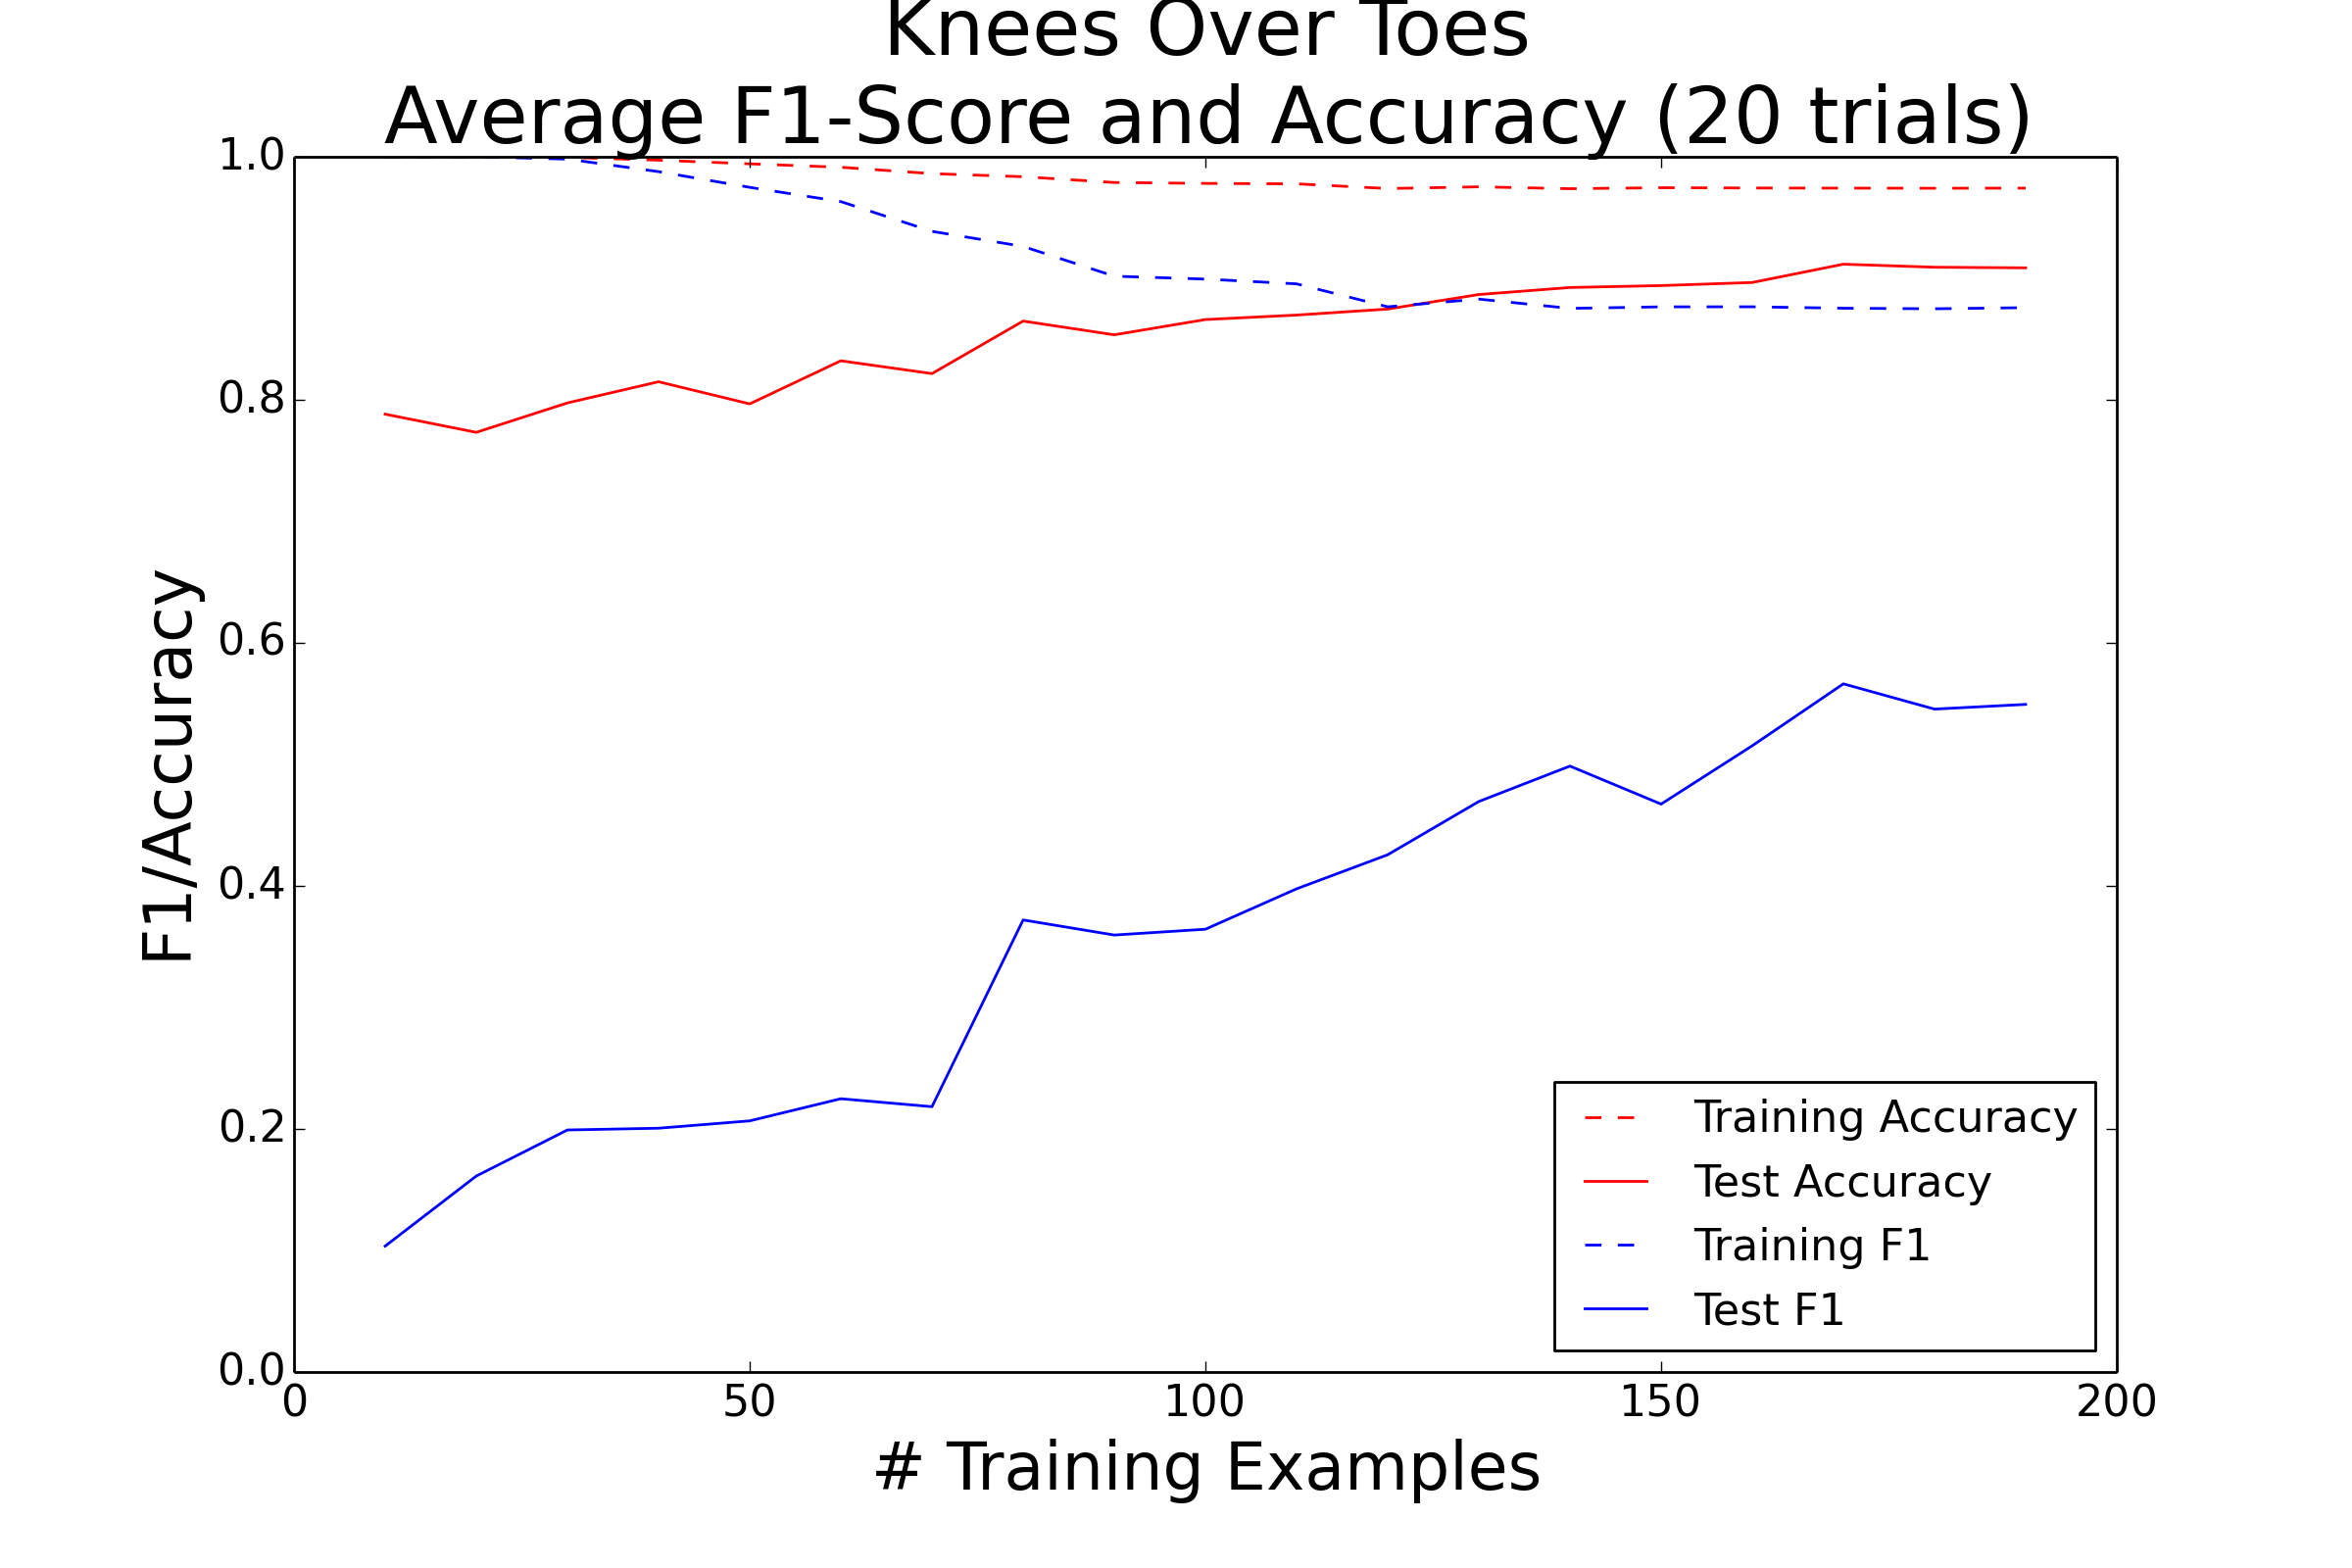 Knees Over Toes
Average F1-Score and Accuracy (20 trials)
1.0
0.8
0.6
0.4
0.2
0.0
F1/Accuracy
0
50
100
150
200
# Training Examples
Training Accuracy
Test Accuracy
Training F1
Test F1